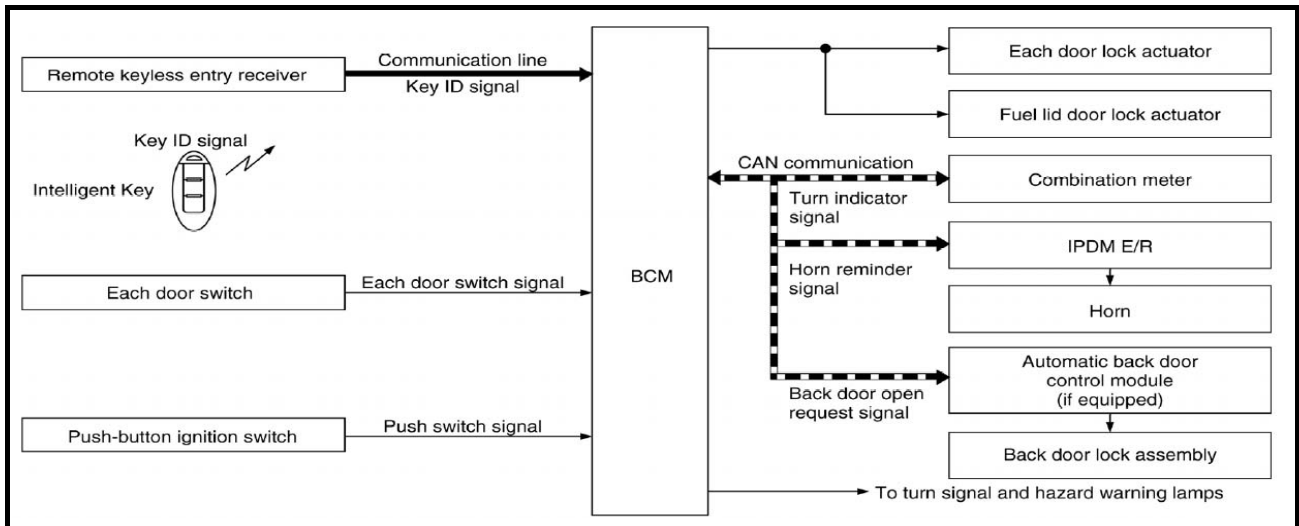 Remote keyless entry receiver
Communication line
Key ID signal
Key ID signal
Intelligent Key
Each door switch
Each door switch signal
Push-button ignition switch
Push switch signal
BCM
Each door lock actuator
Fuel lid door lock actuator
CAN communication
Combination meter
Turn indicator
signal
IPDM E/R
Horn reminder
signal
Horn
Automatic back door
control module
(if equipped)
Back door open
request signal
Back door lock assembly
To turn signal and hazard warning lamps